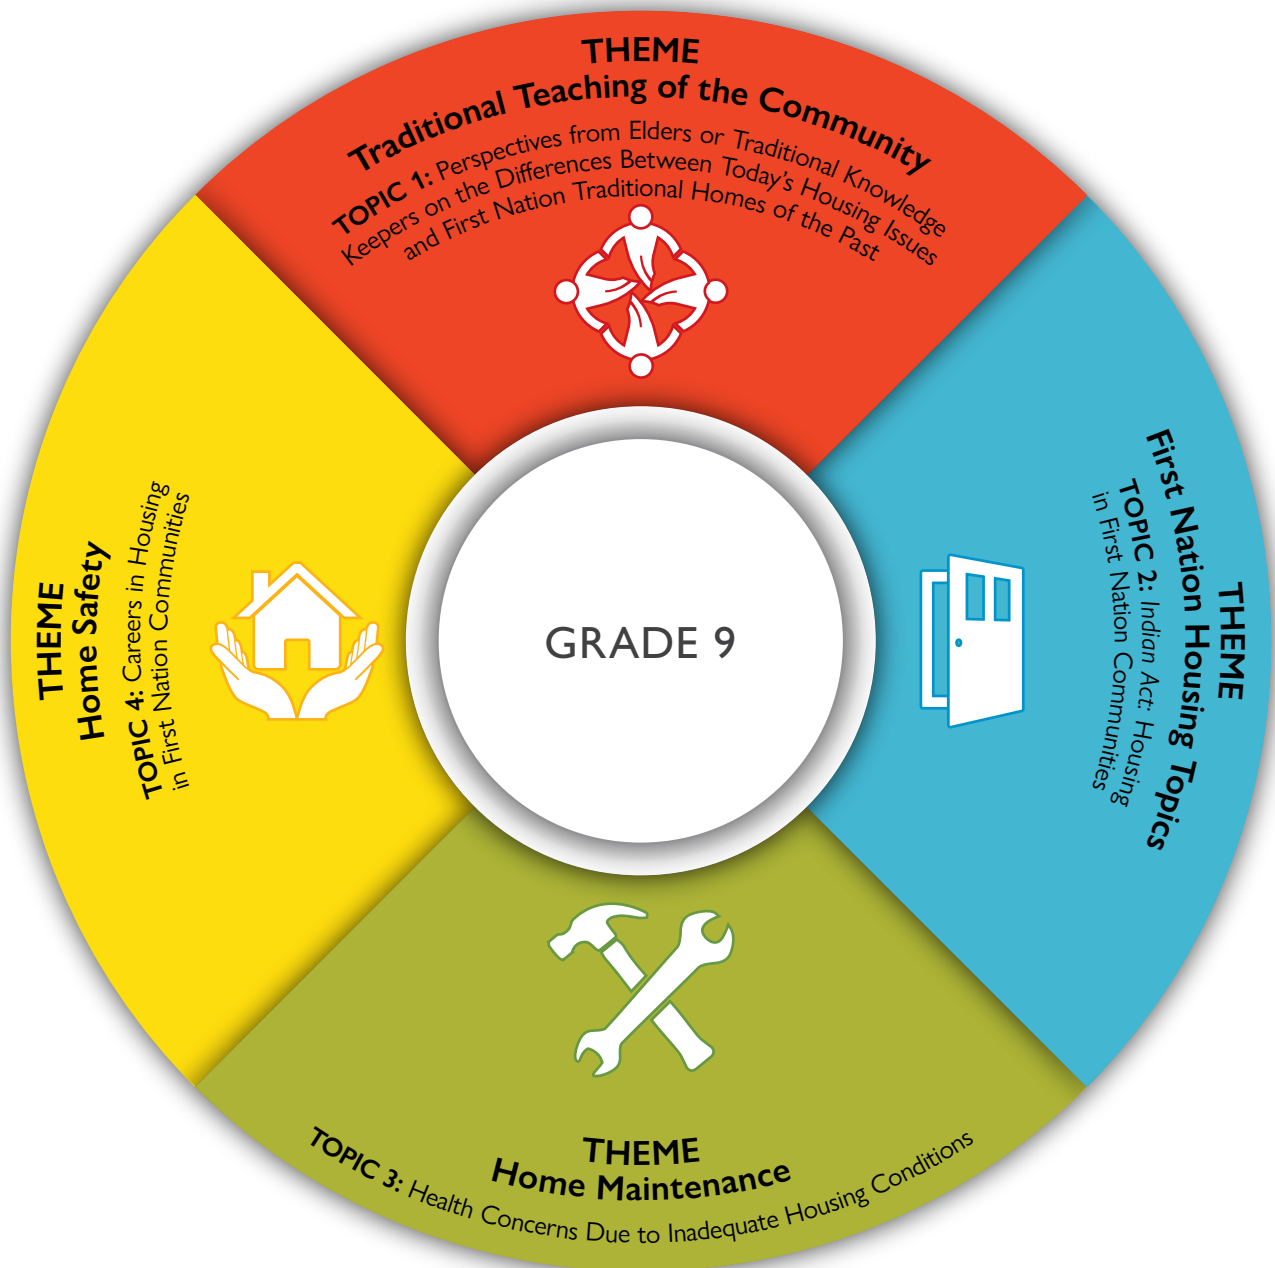 THEME
Traditional Teaching of the Community
TOPIC 1: Perspectives from Elders or Traditional Knowledge
Keepers on the Differences Between Today's Housing Issues
and First Nation Traditional Homes of the Past
THEME
First Nation Housing Topics
TOPIC 2: Indian Act: Housing
in First Nation Communities
THEME
Home Maintenance
TOPIC 3: Health Concerns Due to Inadequate Housing Conditions
THEME
Home Safety
TOPIC 4: Careers in Housing
in First Nation Communities
GRADE 9